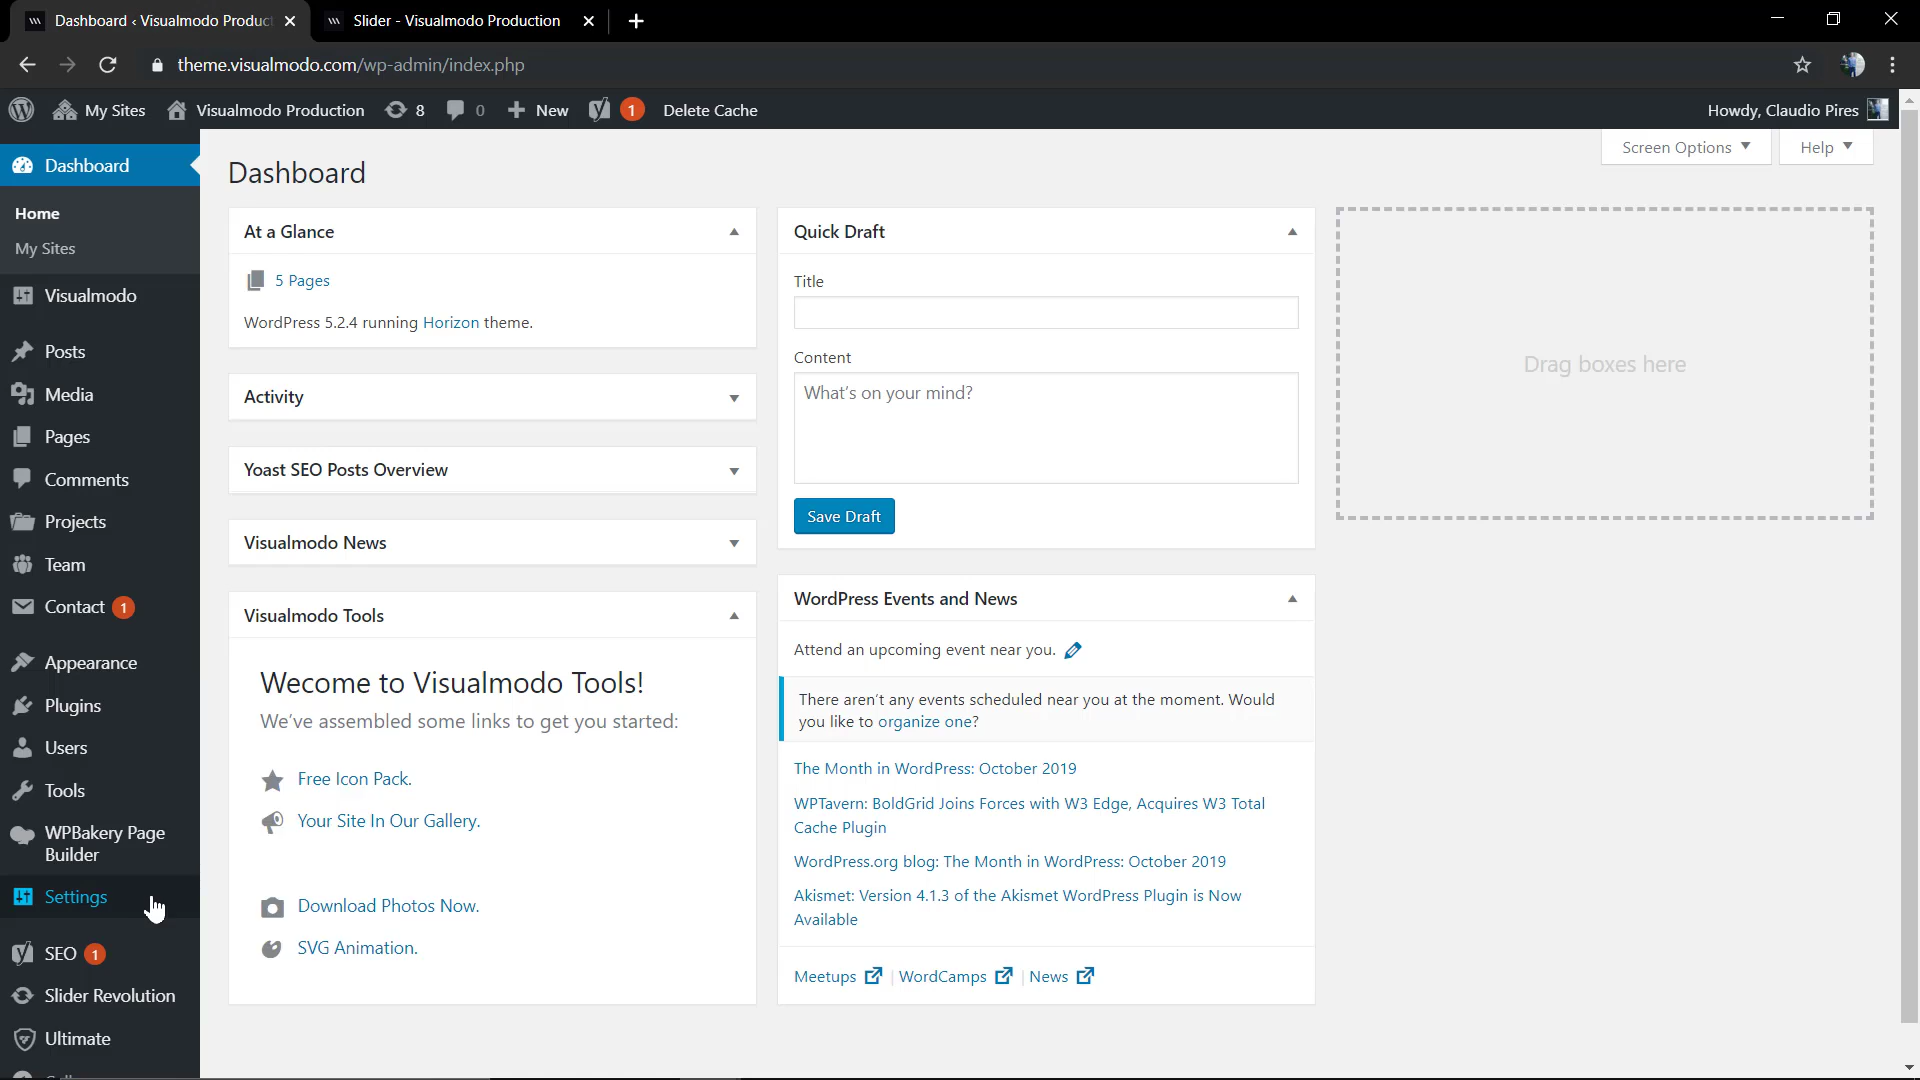 Dashboard ‹ Visualmodo Produc
Slider - Visualmodo Production
theme.visualmodo.com/wp-admin/index.php
My Sites
Visualmodo Production
8
0
New
1
Delete Cache
Howdy, Claudio Pires
Dashboard
Home
My Sites
Visualmodo
Posts
Media
Pages
Comments
Projects
Team
Contact 1
Appearance
Plugins
Users
Tools
WPBakery Page
Builder
Settings
SEO 1
Slider Revolution
Ultimate
Screen Options
Help
Dashboard
At a Glance
5 Pages
WordPress 5.2.4 running Horizon theme.
Activity
Yoast SEO Posts Overview
Visualmodo News
Visualmodo Tools
Wecome to Visualmodo Tools!
We've assembled some links to get you started:
Free Icon Pack.
Your Site In Our Gallery.
Download Photos Now.
SVG Animation.
Quick Draft
Title
Content
What's on your mind?
Save Draft
WordPress Events and News
Attend an upcoming event near you.
There aren't any events scheduled near you at the moment. Would
you like to organize one?
The Month in WordPress: October 2019
WPTavern: BoldGrid Joins Forces with W3 Edge, Acquires W3 Total
Cache Plugin
WordPress.org blog: The Month in WordPress: October 2019
Akismet: Version 4.1.3 of the Akismet WordPress Plugin is Now
Available
Meetups | WordCamps | News
Drag boxes here